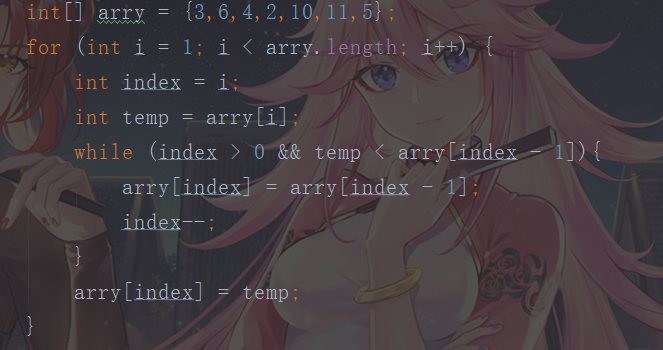 int[] arry = {3,6,4,2,10,11,5};
for (int i = 1; i < arry.length; i++) {
int index = i;
int temp = arry[i];
while (index > 0 && temp < arry[index - 1]){
arry[index] = arry[index - 1];
index--;
}
arry[index] = temp;
}